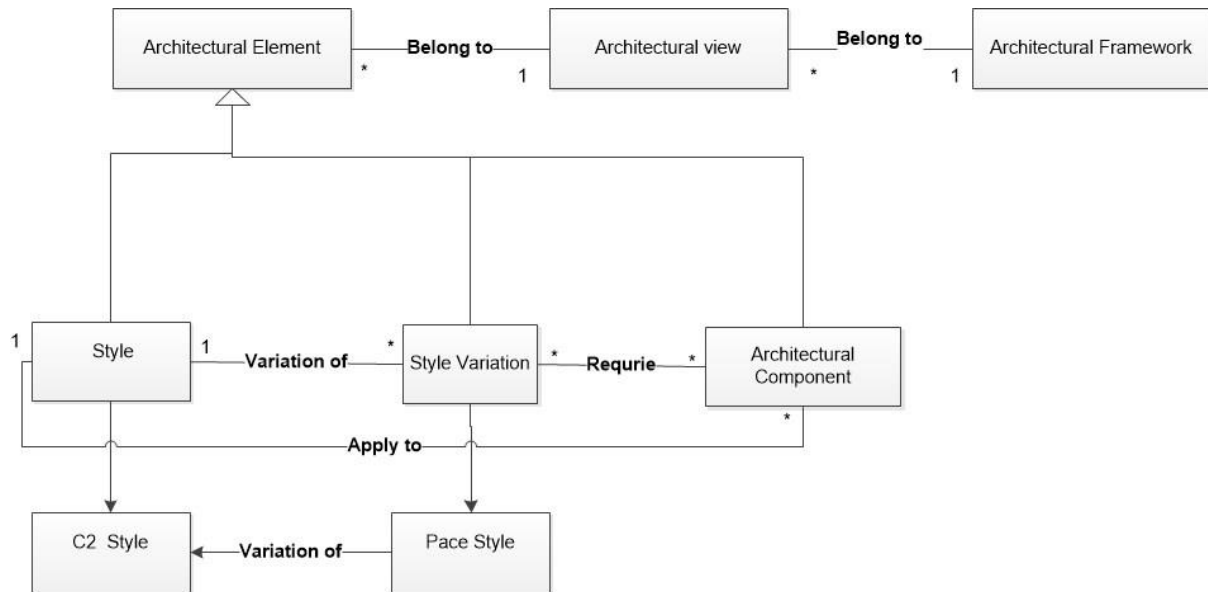 Architectural Element
Belong to
Architectural view
Belong to
Architectural Framework
*
1
*
1
1
Style
1
Variation of
*
Style Variation
*
Requrie
*
Architectural
Component
*
Apply to
C2 Style
Variation of
Pace Style